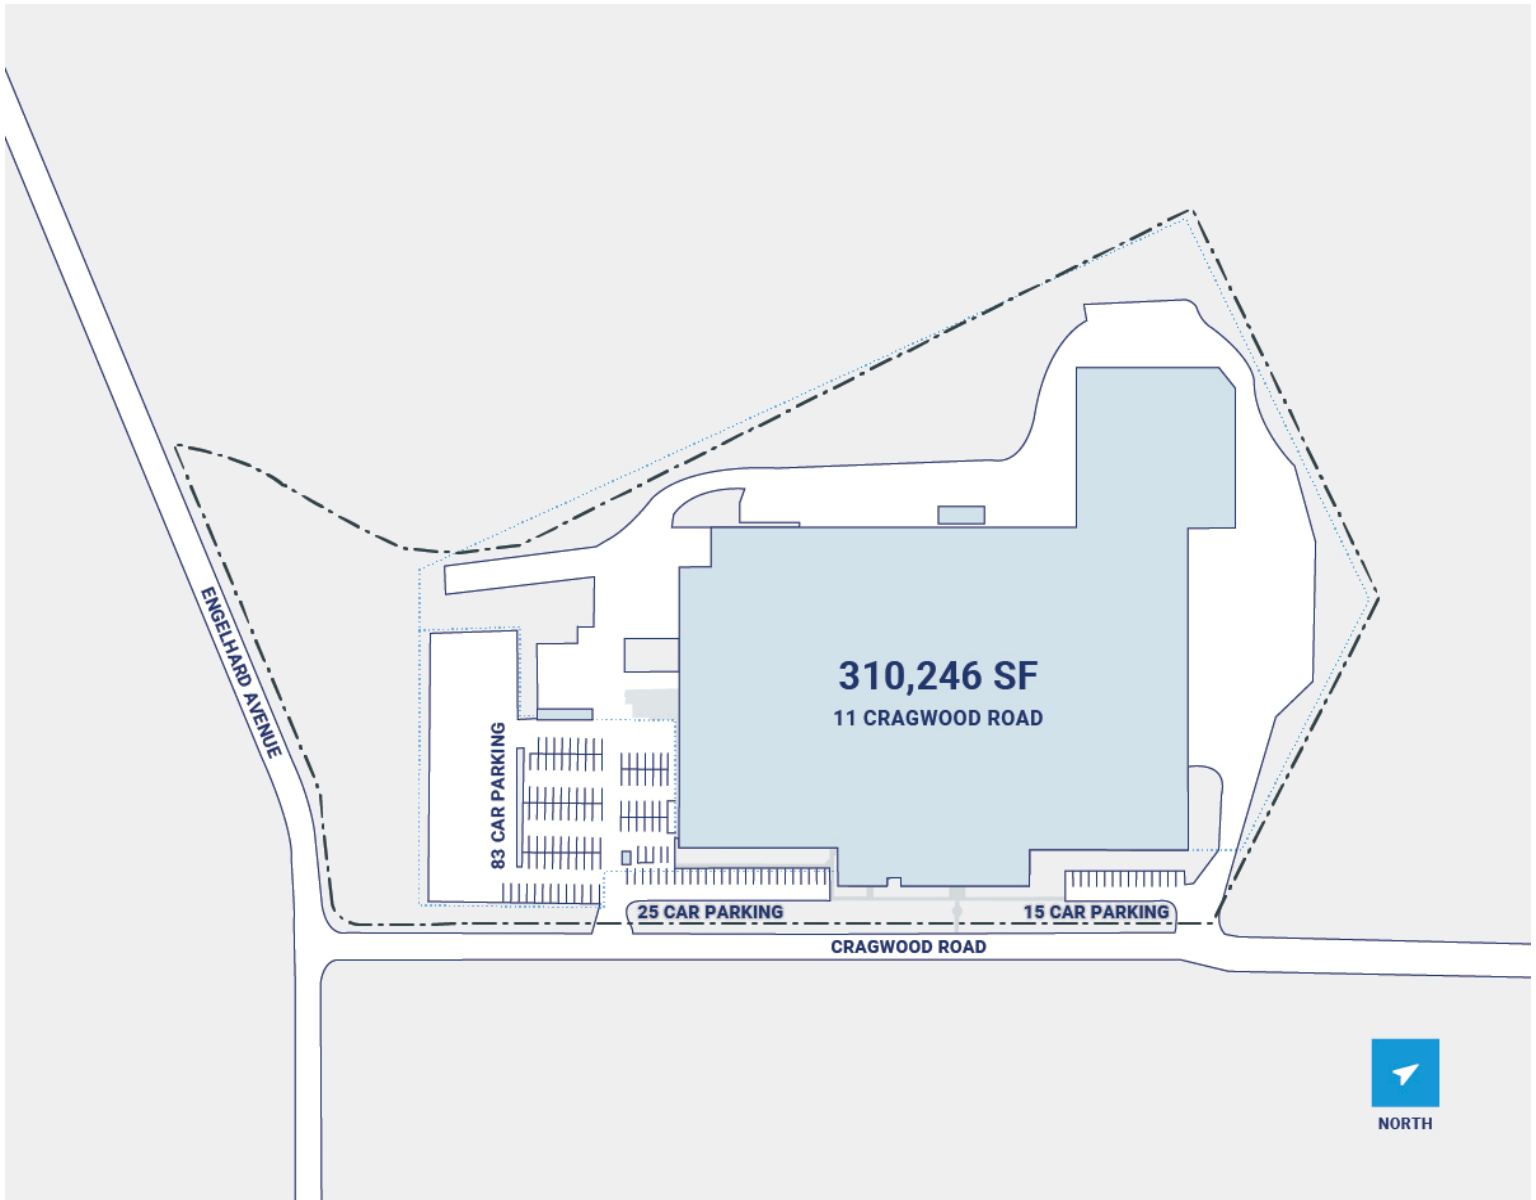 ENGELHARD AVENUE
310,246 SF
11 CRAGWOOD ROAD
83 CAR PARKING
25 CAR PARKING
15 CAR PARKING
CRAGWOOD ROAD
NORTH